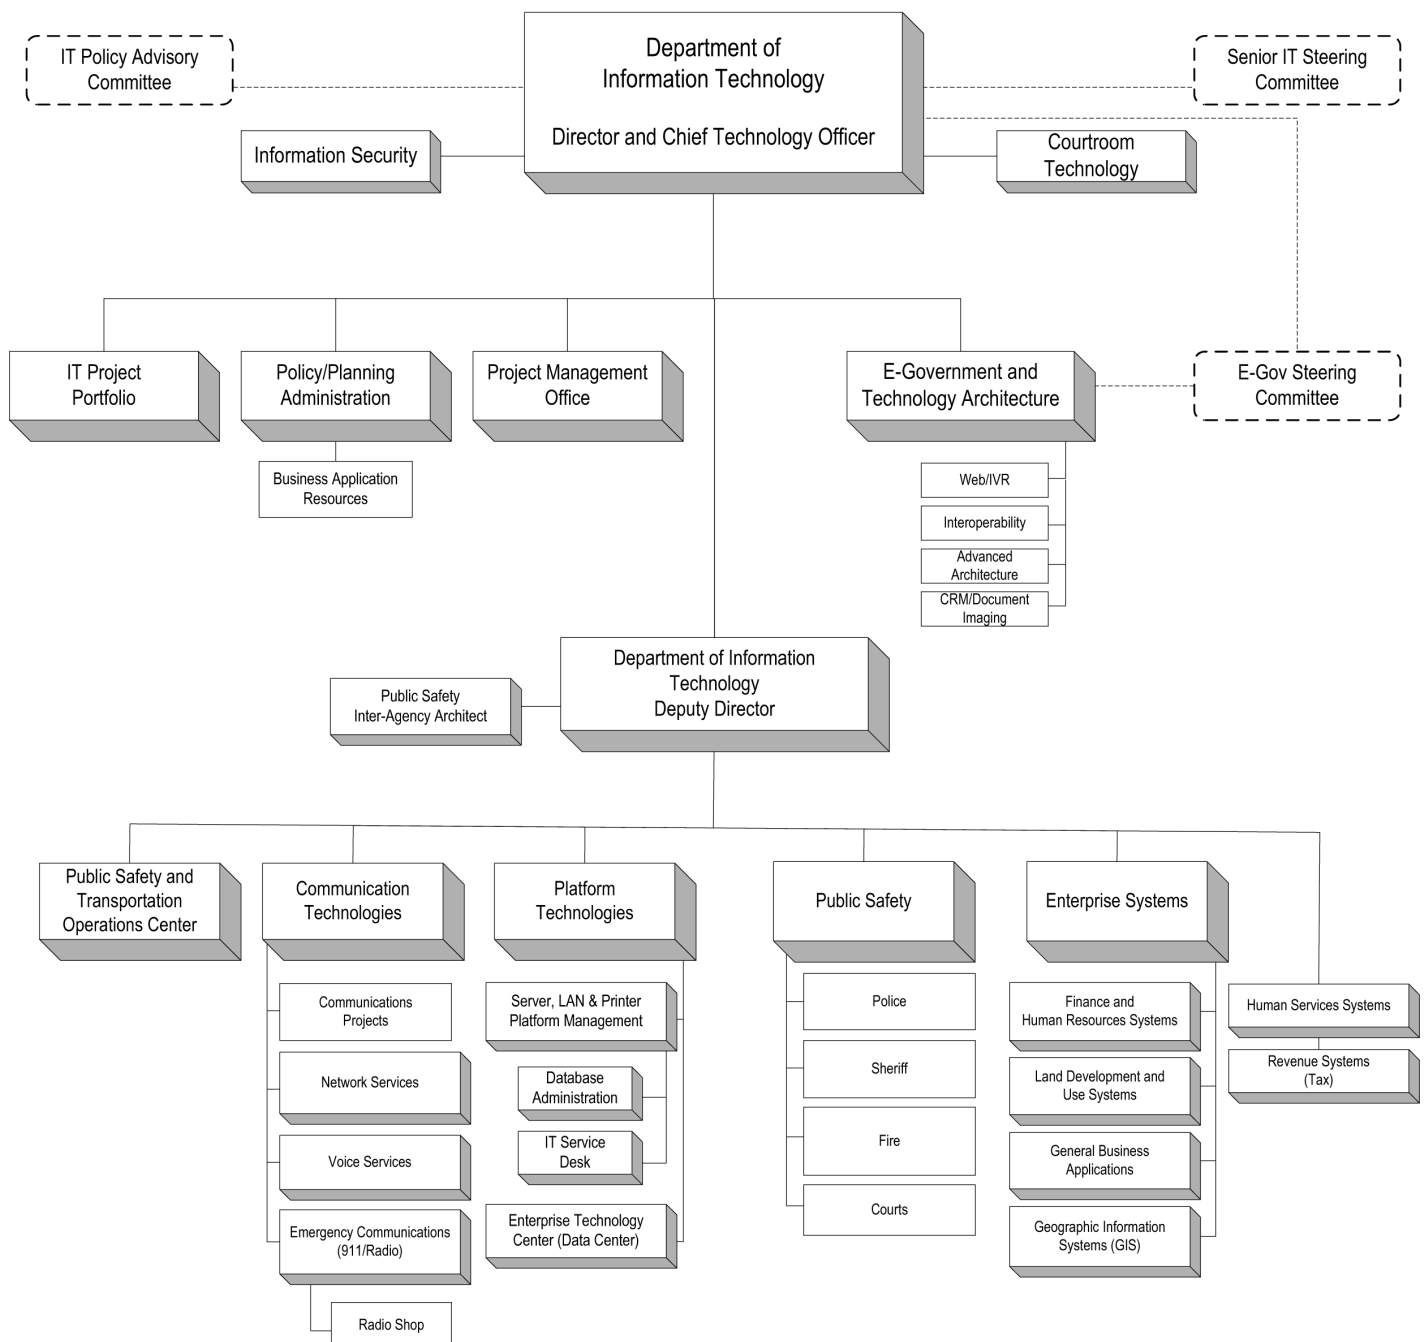 Department of
Information Technology
Director and Chief Technology Officer
IT Policy Advisory
Committee
Senior IT Steering
Committee
Information Security
Courtroom
Technology
IT Project
Portfolio
Policy/Planning
Administration
Project Management
Office
E-Government and
Technology Architecture
E-Gov Steering
Committee
Business Application
Resources
Web/IVR
Interoperability
Advanced
Architecture
CRM/Document
Imaging
Department of Information
Technology
Deputy Director
Public Safety
Inter-Agency Architect
Public Safety and
Transportation
Operations Center
Communication
Technologies
Platform
Technologies
Public Safety
Enterprise Systems
Communications
Projects
Network Services
Voice Services
Emergency Communications
(911/Radio)
Radio Shop
Server, LAN & Printer
Platform Management
Database
Administration
IT Service
Desk
Enterprise Technology
Center (Data Center)
Police
Sheriff
Fire
Courts
Finance and
Human Resources Systems
Land Development and
Use Systems
General Business
Applications
Geographic Information
Systems (GIS)
Human Services Systems
Revenue Systems
(Tax)